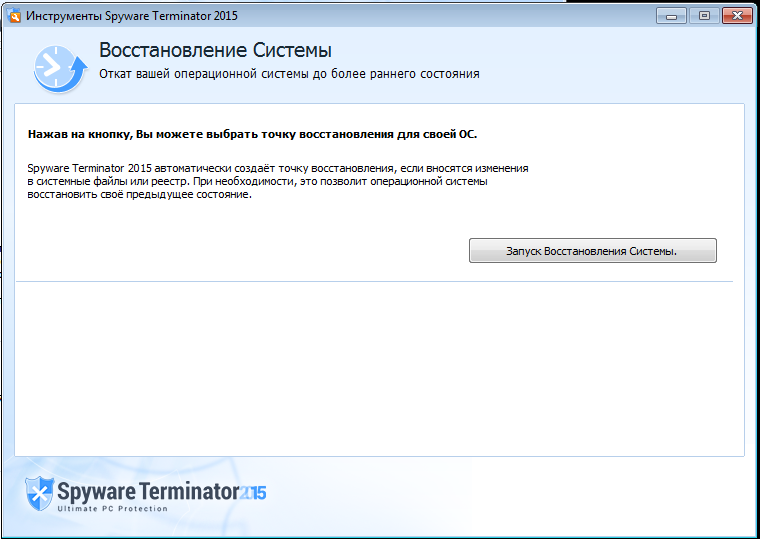 Инструменты Spyware Terminator 2015
Восстановление Системы
Откат вашей операционной системы до более раннего состояния
Нажав на кнопку, Вы можете выбрать точку восстановления для своей ОС.
Spyware Terminator 2015 автоматически создаёт точку восстановления, если вносятся изменения
в системные файлы или реестр. При необходимости, это позволит операционной системы
восстановить своё предыдущее состояние.
Запуск Восстановления Системы.
Spyware Terminator 2015
Ultimate PC Protection